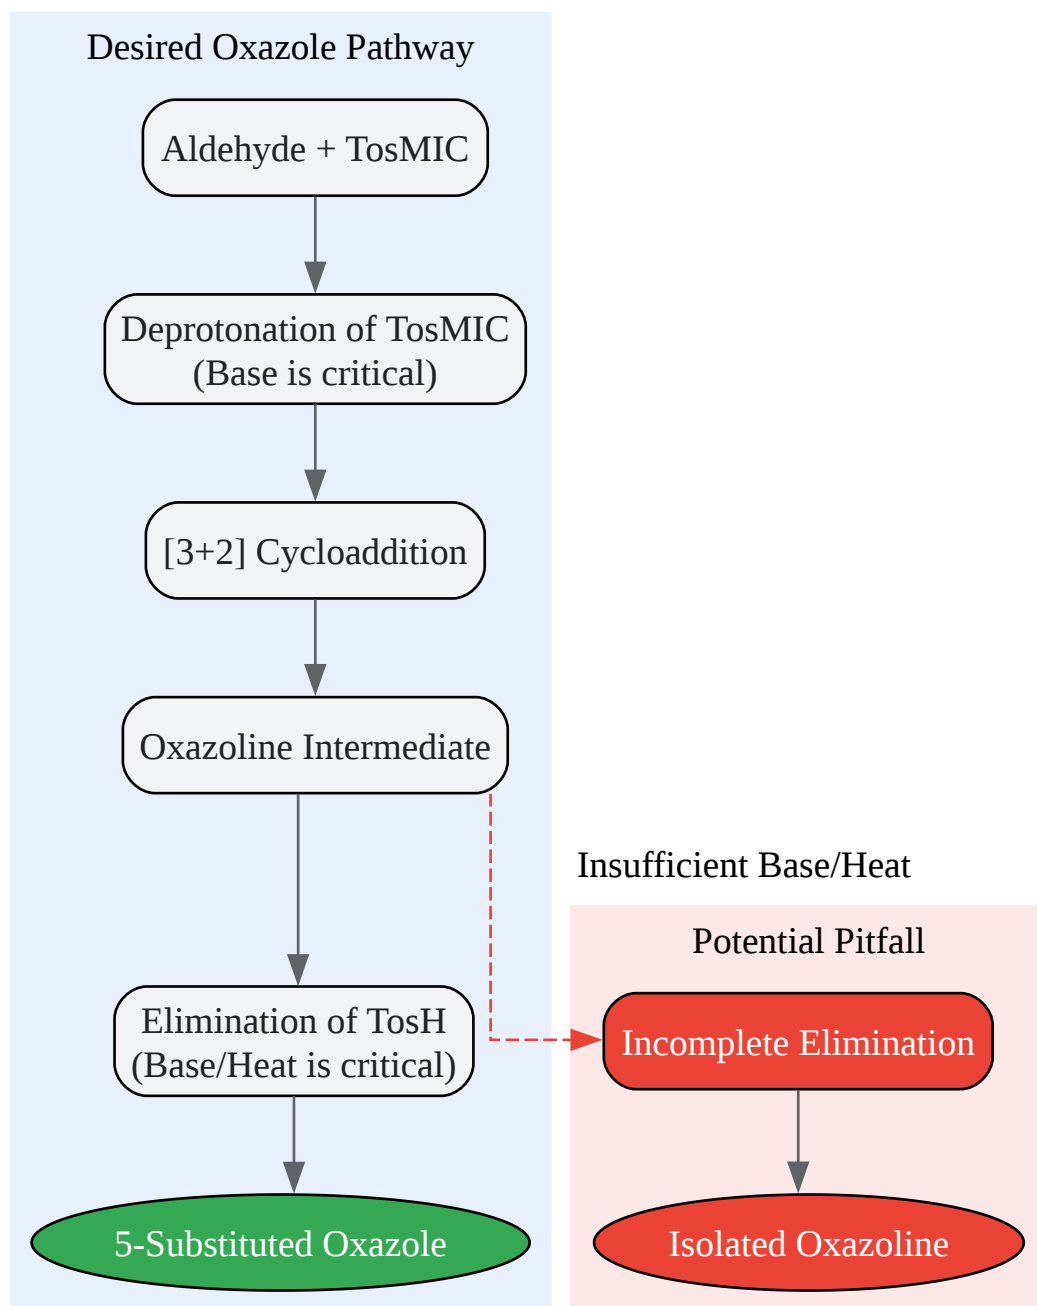 Desired Oxazole Pathway
Aldehyde + TosMIC
Deprotonation of TosMIC
(Base is critical)
[3+2] Cycloaddition
Oxazoline Intermediate
Elimination of TosH
(Base/Heat is critical)
5-Substituted Oxazole
Insufficient Base/Heat
Potential Pitfall
Incomplete Elimination
Isolated Oxazoline